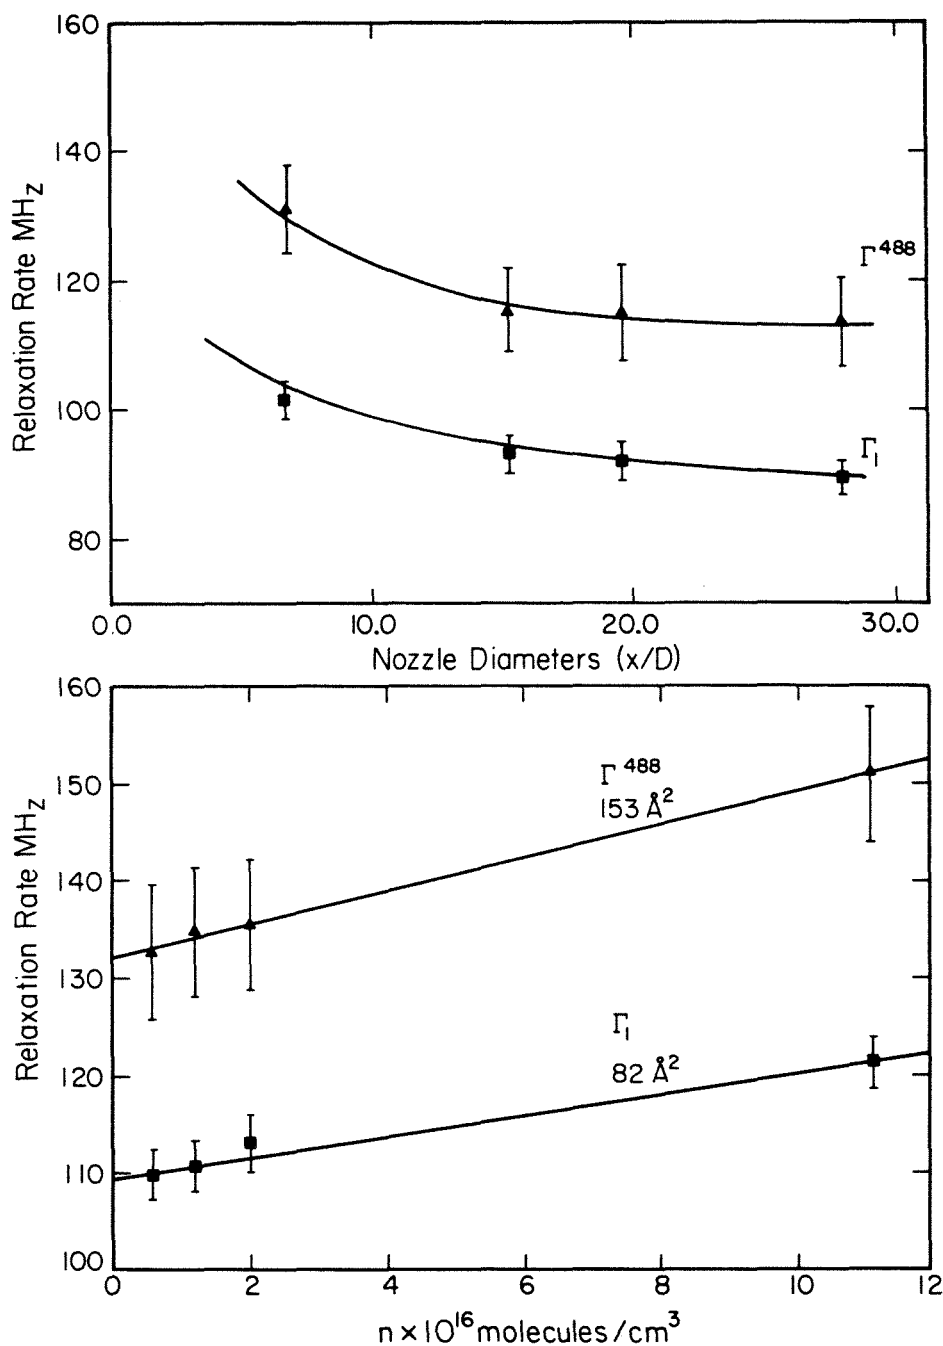 160
140
120
100
80
Relaxation Rate MHz
Γ⁴⁸⁸
Γ₁
0.0 10.0 20.0 30.0
Nozzle Diameters (x/D)
160
150
140
130
120
110
100
Relaxation Rate MHz
Γ⁴⁸⁸
153 Å²
Γ₁
82 Å²
0 2 4 6 8 10 12
n×10¹⁶ molecules/cm³